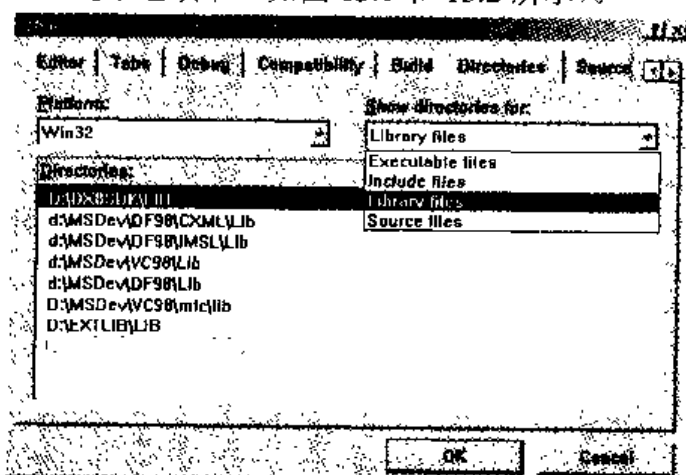 Editor Tabs Debug Compatibility Build Directories Source
Platform: Show directories for:
Win32 Library files
Executable files
Include files
Directories: Library files
Source files
d:\MSDev\DF98\CXML\Lib
d:\MSDev\DF98\IMSL\Lib
d:\MSDev\VC98\Lib
d:\MSDev\DF98\Lib
D:\MSDev\VC98\mfc\lib
D:\EXTLIB\LIB
OK Cancel